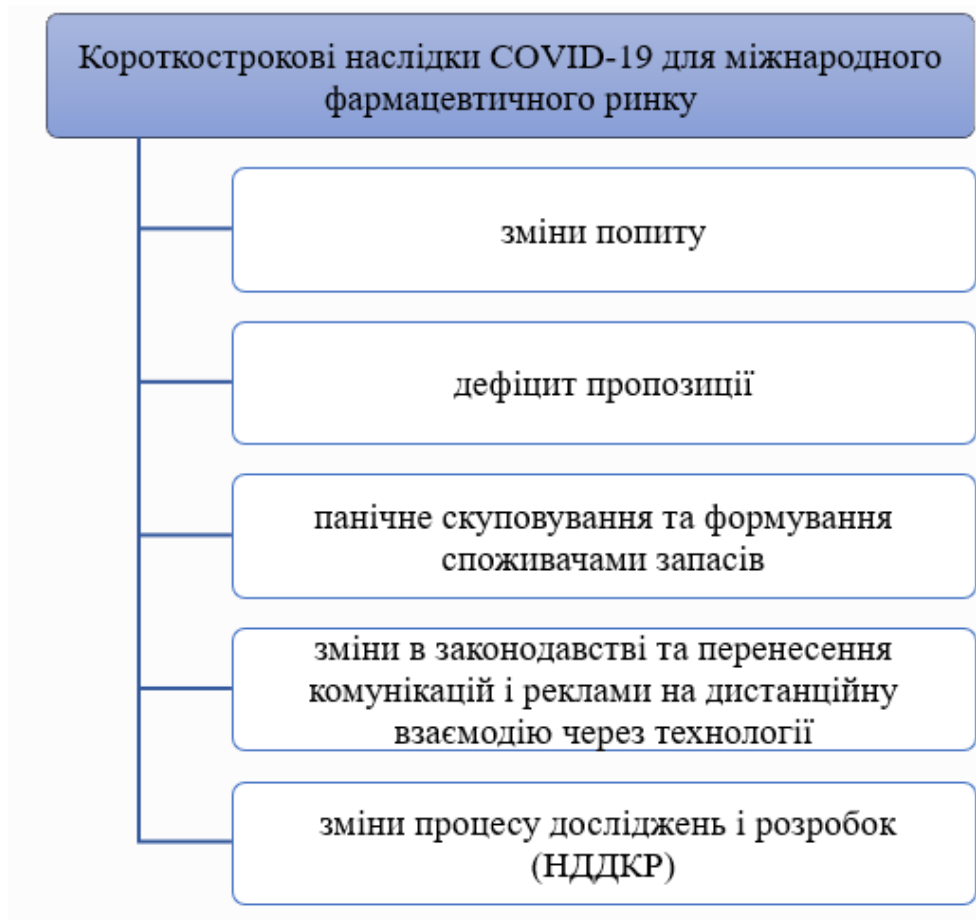 Короткострокові наслідки COVID-19 для міжнародного
фармацевтичного ринку
зміни попиту
дефіцит пропозиції
панічне скуповування та формування
споживачами запасів
зміни в законодавстві та перенесення
комунікацій і реклами на дистанційну
взаємодію через технології
зміни процесу досліджень і розробок
(НДДКР)